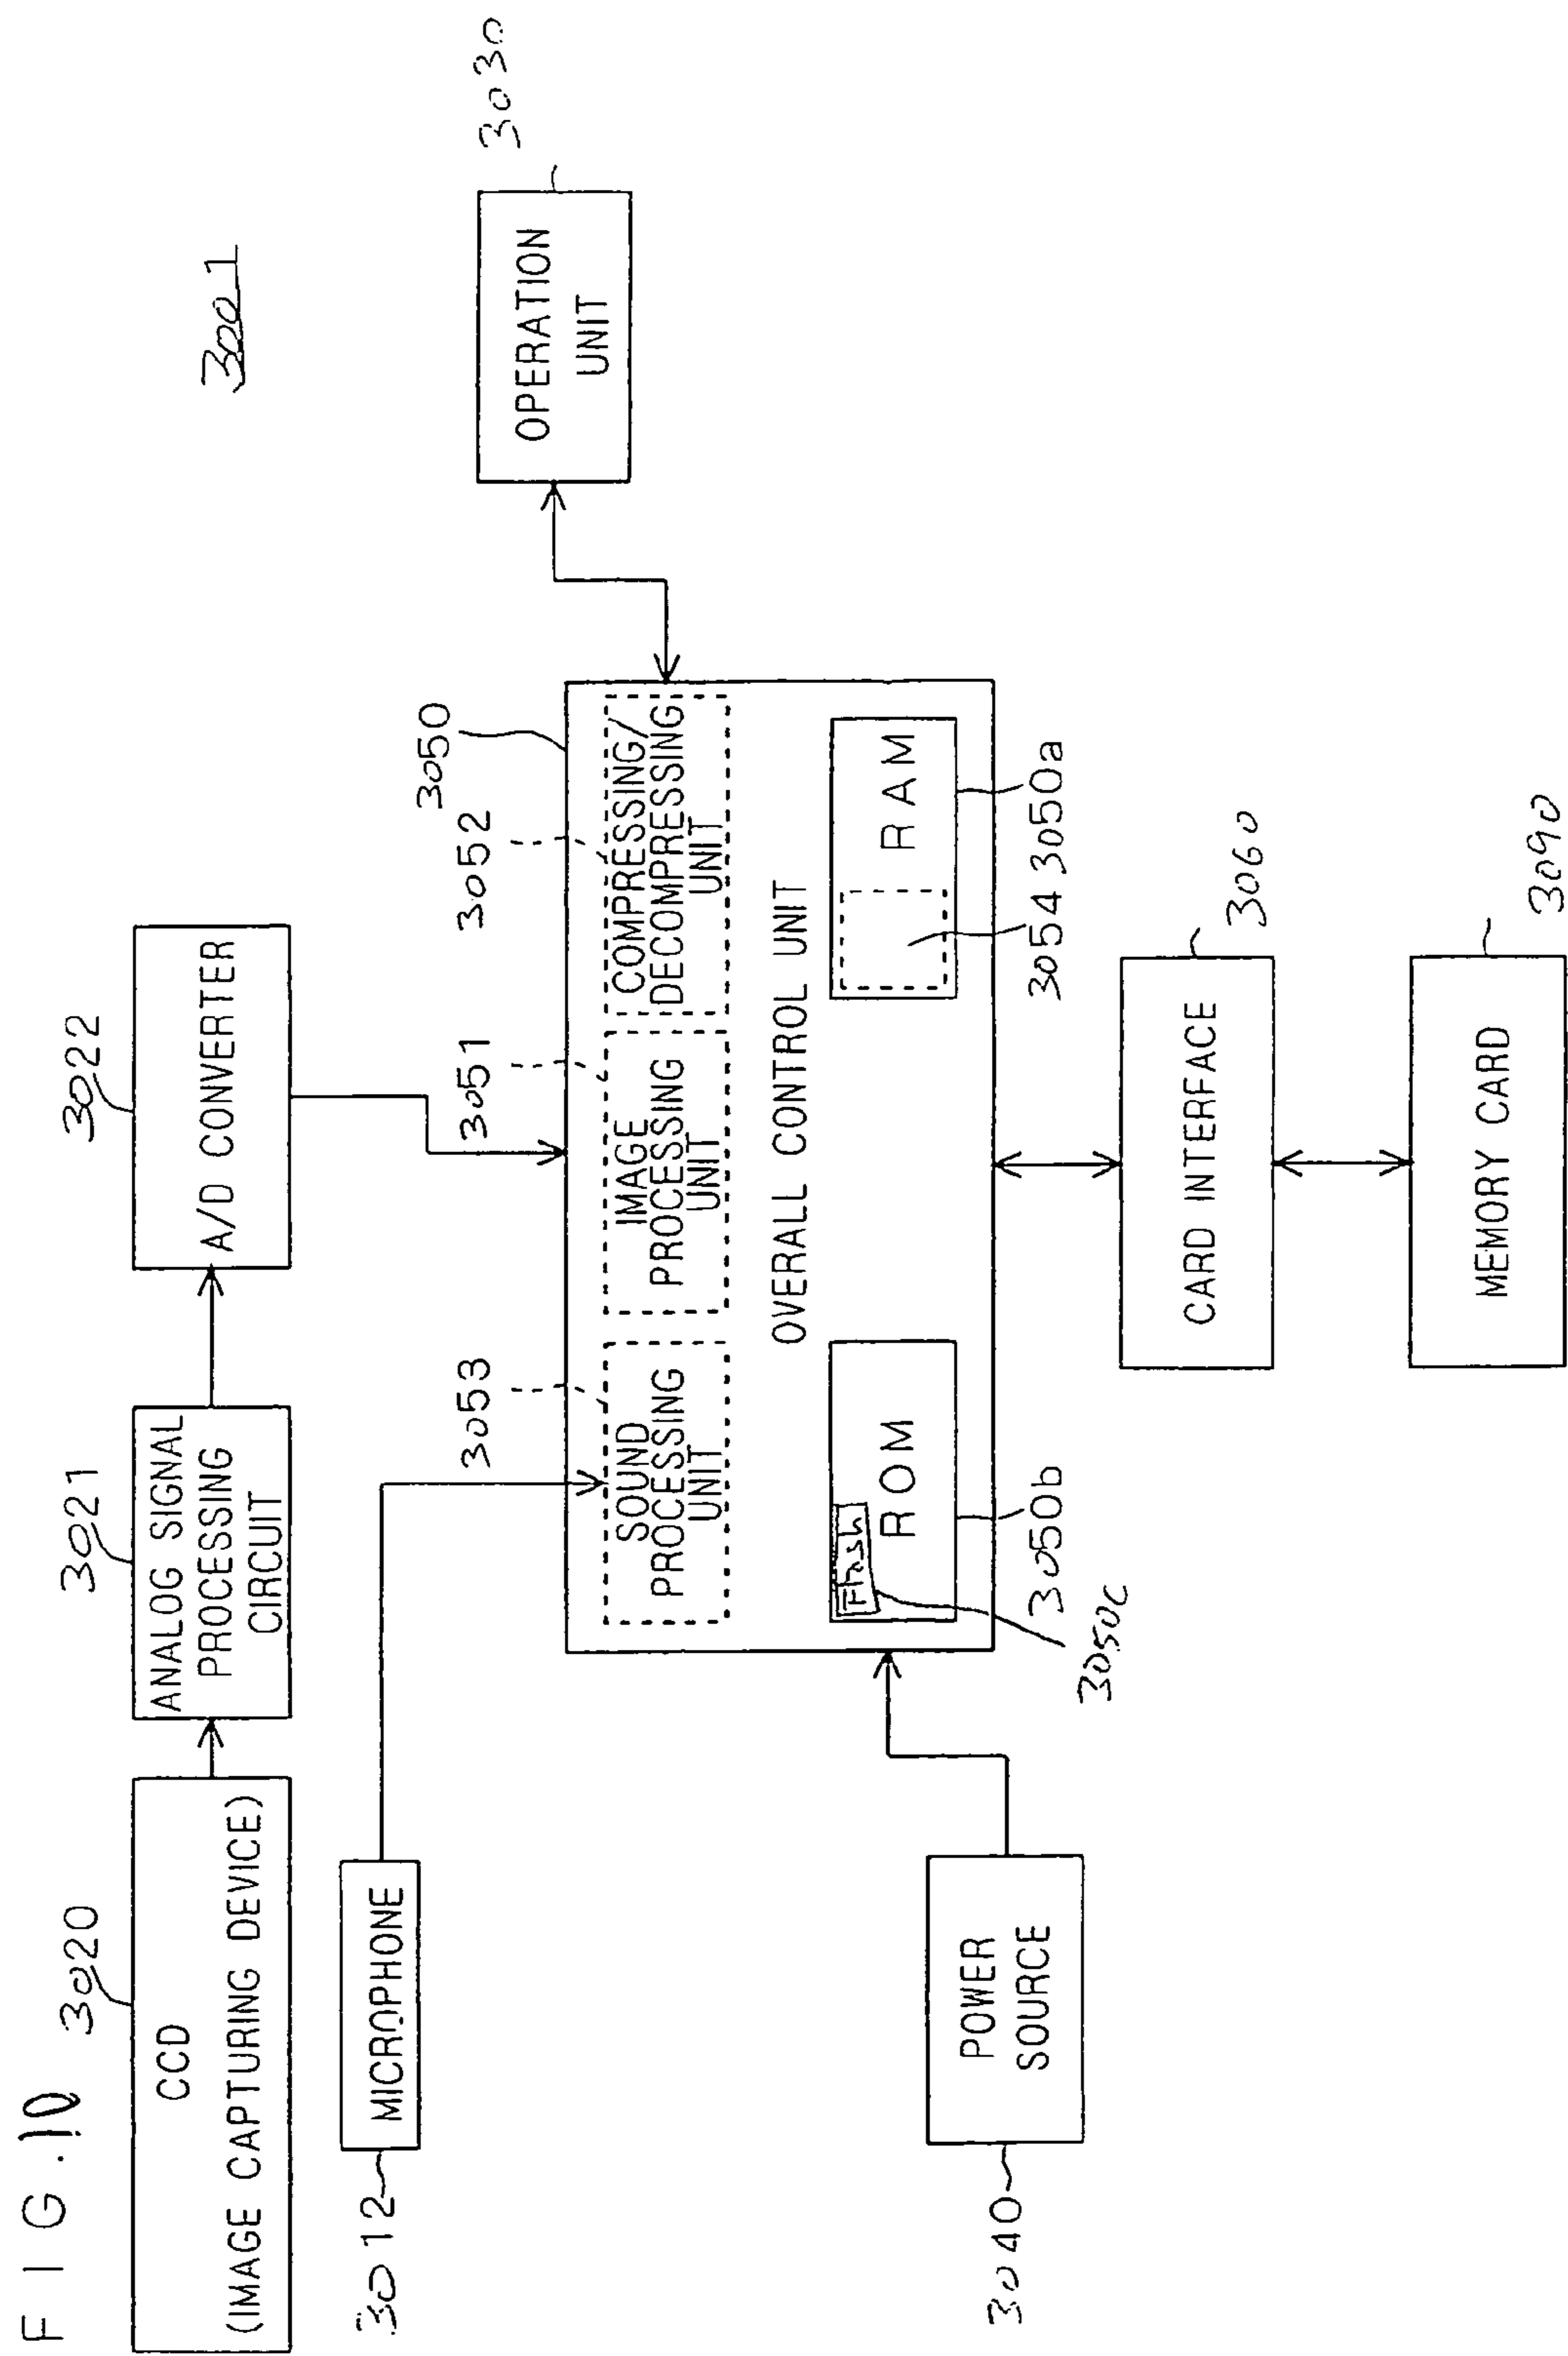 FIG. 10
3001
3020
CCD
(IMAGE CAPTURING DEVICE)
3021
ANALOG SIGNAL
PROCESSING
CIRCUIT
3022
A/D CONVERTER
3012
MICROPHONE
3030
OPERATION
UNIT
3050
3053
SOUND
PROCESSING
UNIT
3051
IMAGE
PROCESSING
UNIT
3052
COMPRESSING/
DECOMPRESSING
UNIT
OVERALL CONTROL UNIT
Flash
ROM
RAM
3050b
3050c
3054
3050a
3040
POWER
SOURCE
CARD INTERFACE
3060
MEMORY CARD
3090